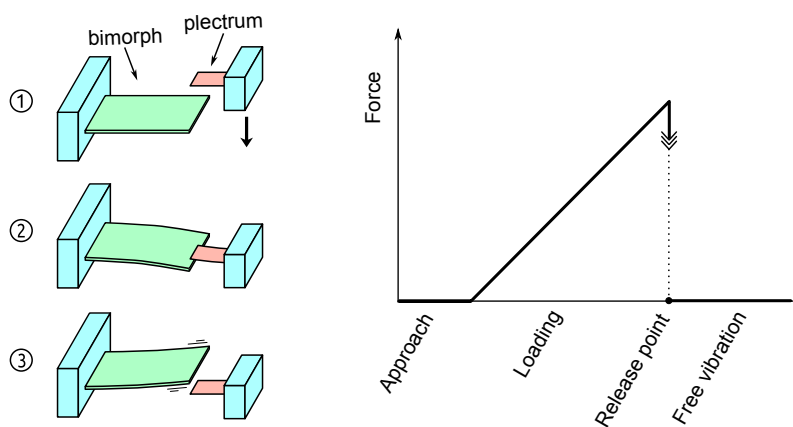 bimorph
plectrum
①
②
③
Force
Approach
Loading
Release point
Free vibration